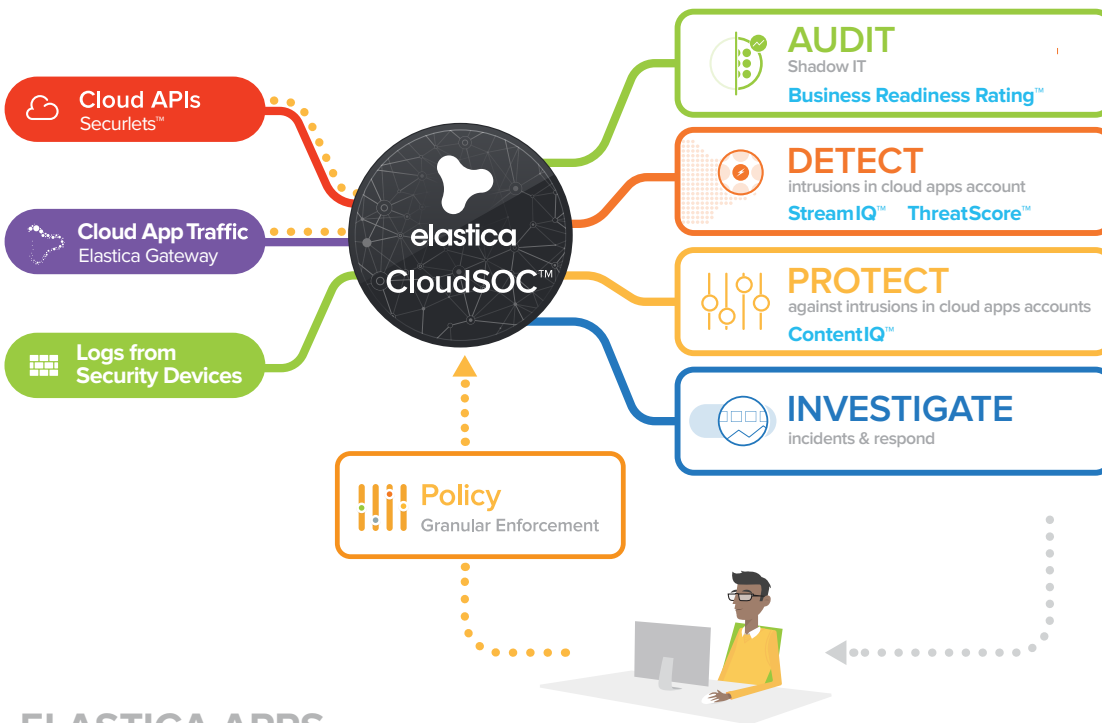 Cloud APIs
Securlets™
Cloud App Traffic
Elastica Gateway
Logs from
Security Devices
elastica
CloudSOC™
AUDIT
Shadow IT
Business Readiness Rating™
DETECT
intrusions in cloud apps account
StreamIQ™ ThreatScore™
PROTECT
against intrusions in cloud apps accounts
ContentIQ™
INVESTIGATE
incidents & respond
Policy
Granular Enforcement
ELASTICA APPS